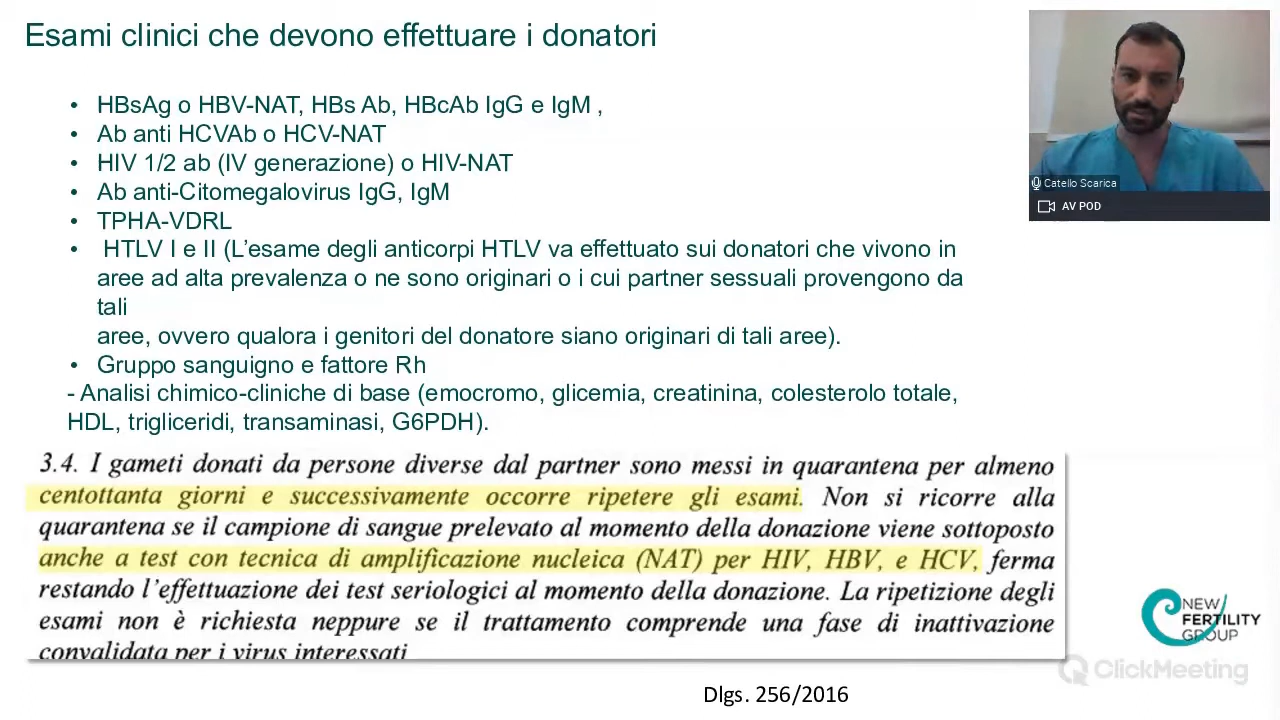 Esami clinici che devono effettuare i donatori
• HBsAg o HBV-NAT, HBs Ab, HBcAb IgG e IgM ,
• Ab anti HCVAb o HCV-NAT
• HIV 1/2 ab (IV generazione) o HIV-NAT
• Ab anti-Citomegalovirus IgG, IgM
• TPHA-VDRL
• HTLV I e II (L’esame degli anticorpi HTLV va effettuato sui donatori che vivono in
aree ad alta prevalenza o ne sono originari o i cui partner sessuali provengono da
tali
aree, ovvero qualora i genitori del donatore siano originari di tali aree).
• Gruppo sanguigno e fattore Rh
- Analisi chimico-cliniche di base (emocromo, glicemia, creatinina, colesterolo totale,
HDL, trigliceridi, transaminasi, G6PDH).
3.4. I gameti donati da persone diverse dal partner sono messi in quarantena per almeno
centottanta giorni e successivamente occorre ripetere gli esami. Non si ricorre alla
quarantena se il campione di sangue prelevato al momento della donazione viene sottoposto
anche a test con tecnica di amplificazione nucleica (NAT) per HIV, HBV, e HCV, ferma
restando l’effettuazione dei test seriologici al momento della donazione. La ripetizione degli
esami non è richiesta neppure se il trattamento comprende una fase di inattivazione
convalidata per i virus interessati
Dlgs. 256/2016
Catello Scarica
AV POD
NEW
FERTILITY
GROUP
ClickMeeting